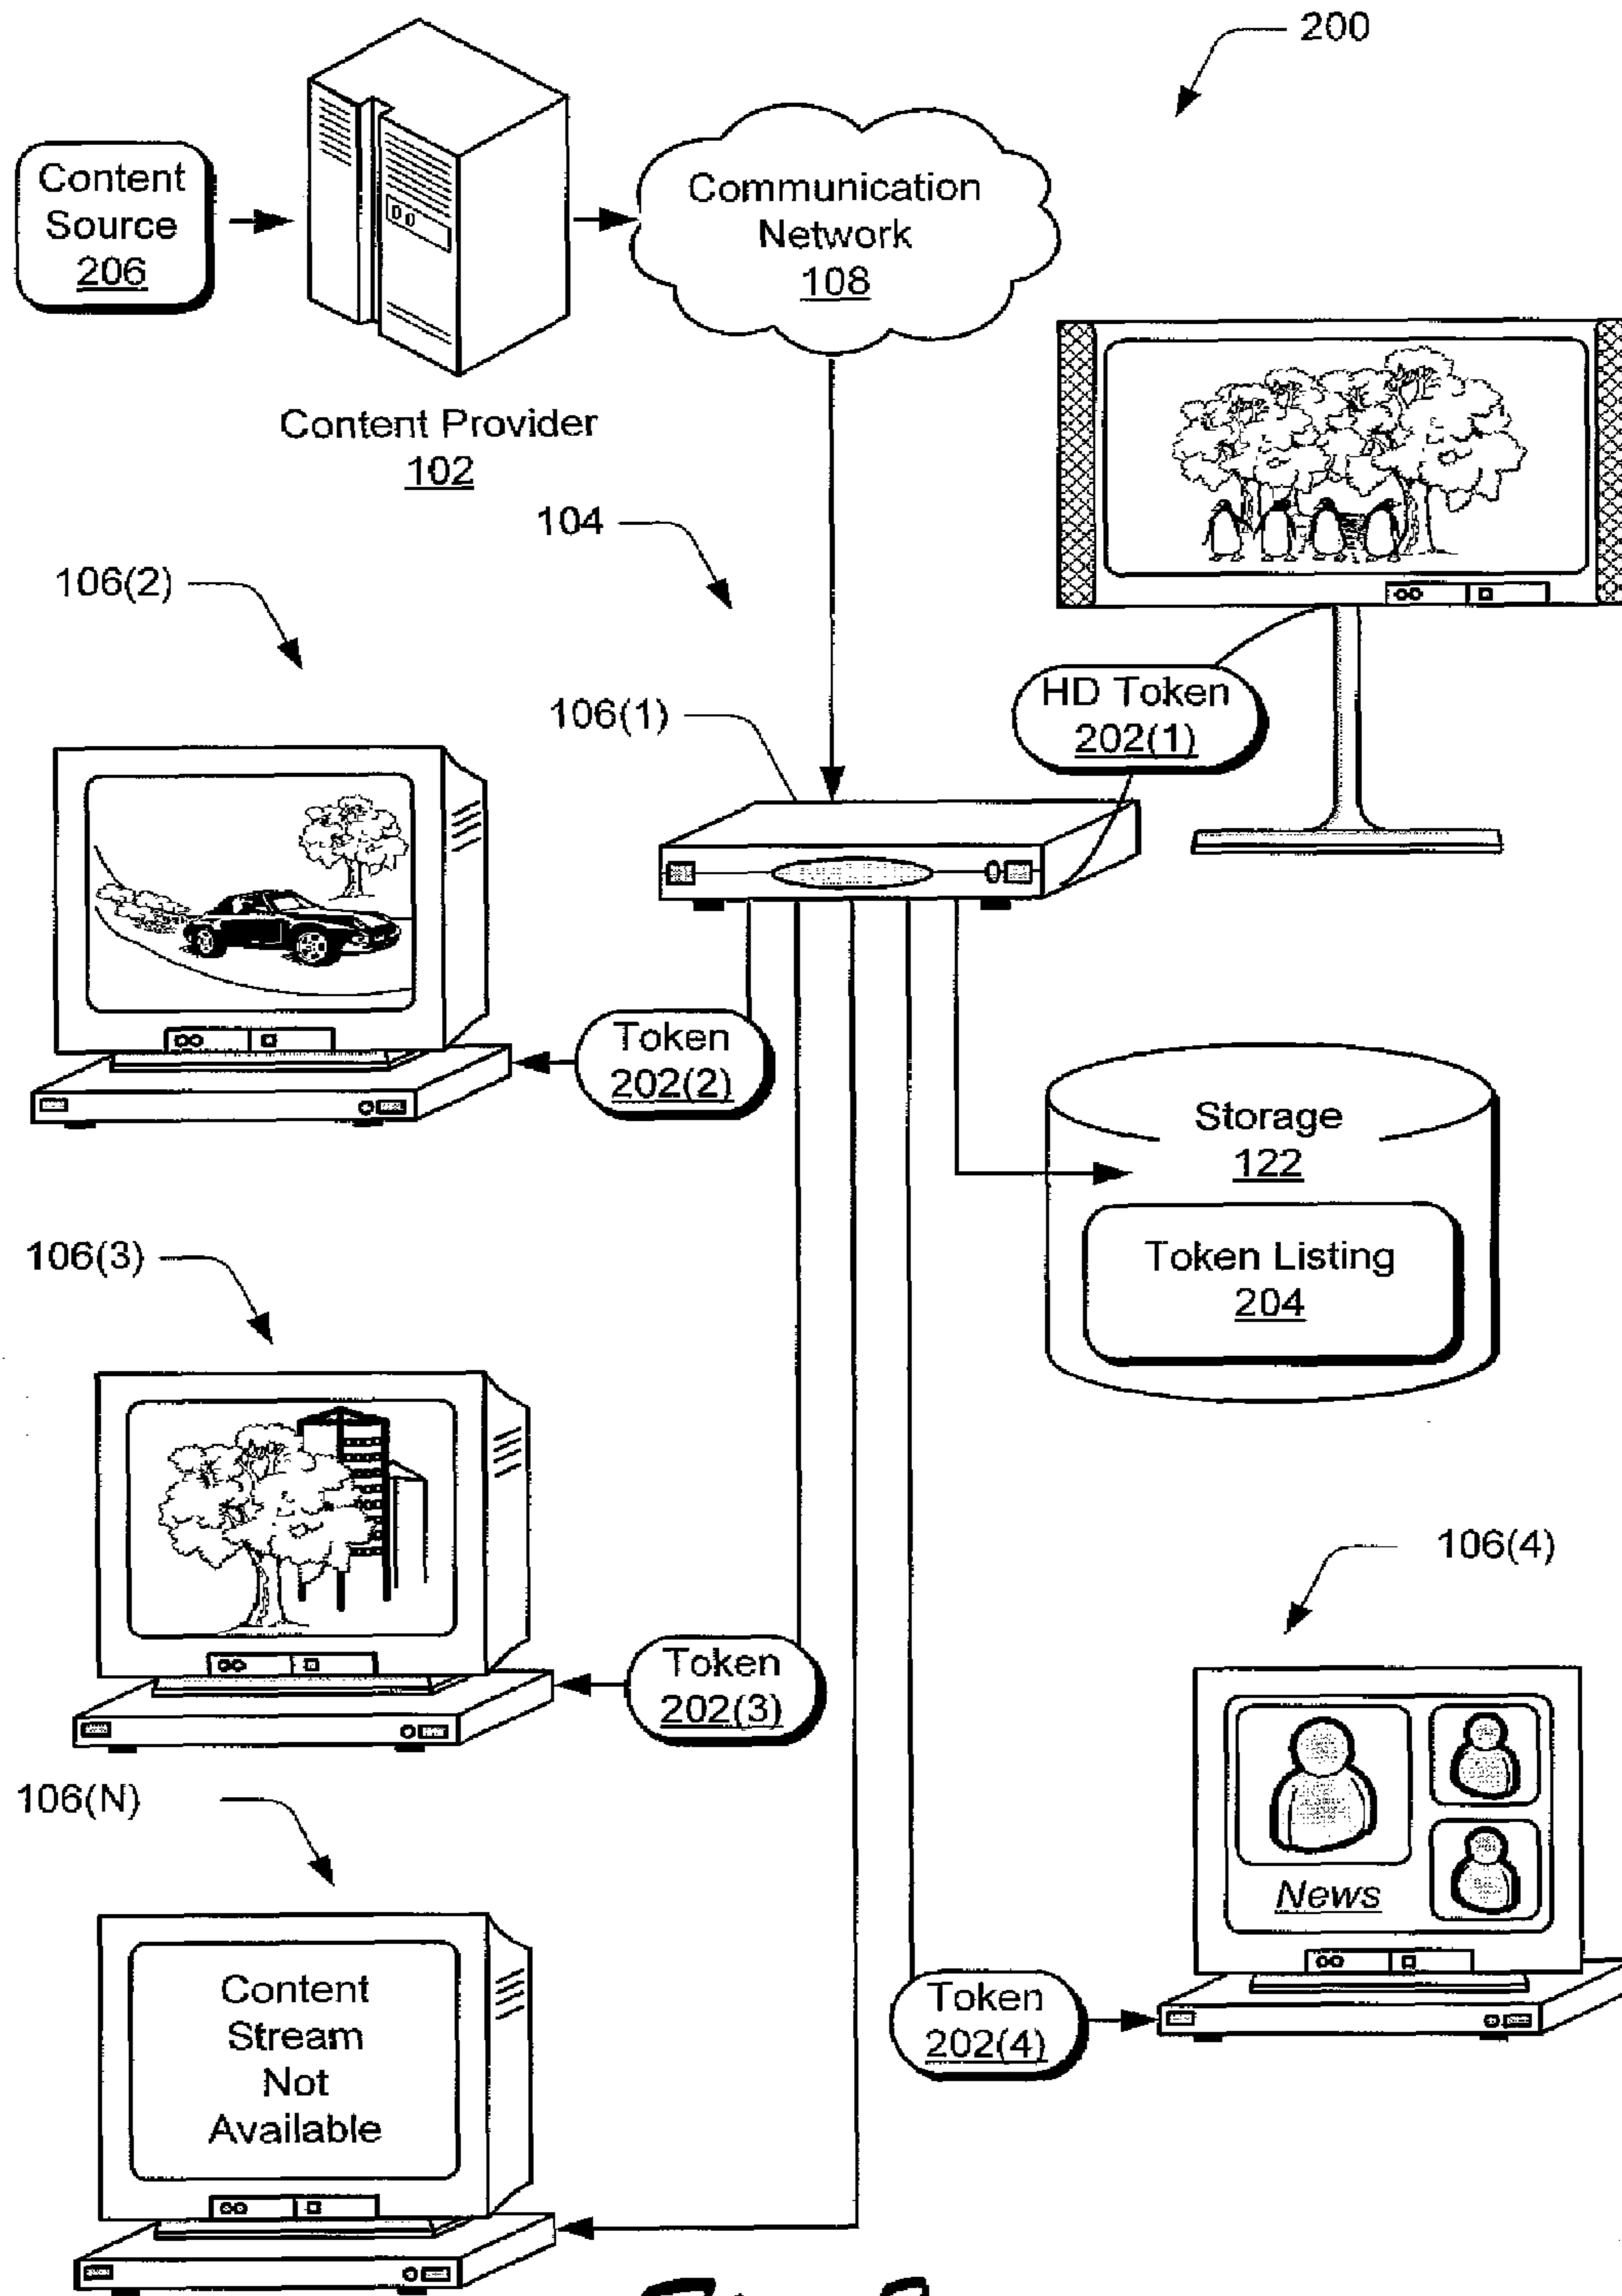 200
Content
Source
206
Communication
Network
108
Content Provider
102
104
106(2)
HD Token
202(1)
106(1)
Token
202(2)
Storage
122
Token Listing
204
106(3)
106(4)
Token
202(3)
106(N)
News
Content
Stream
Not
Available
Token
202(4)